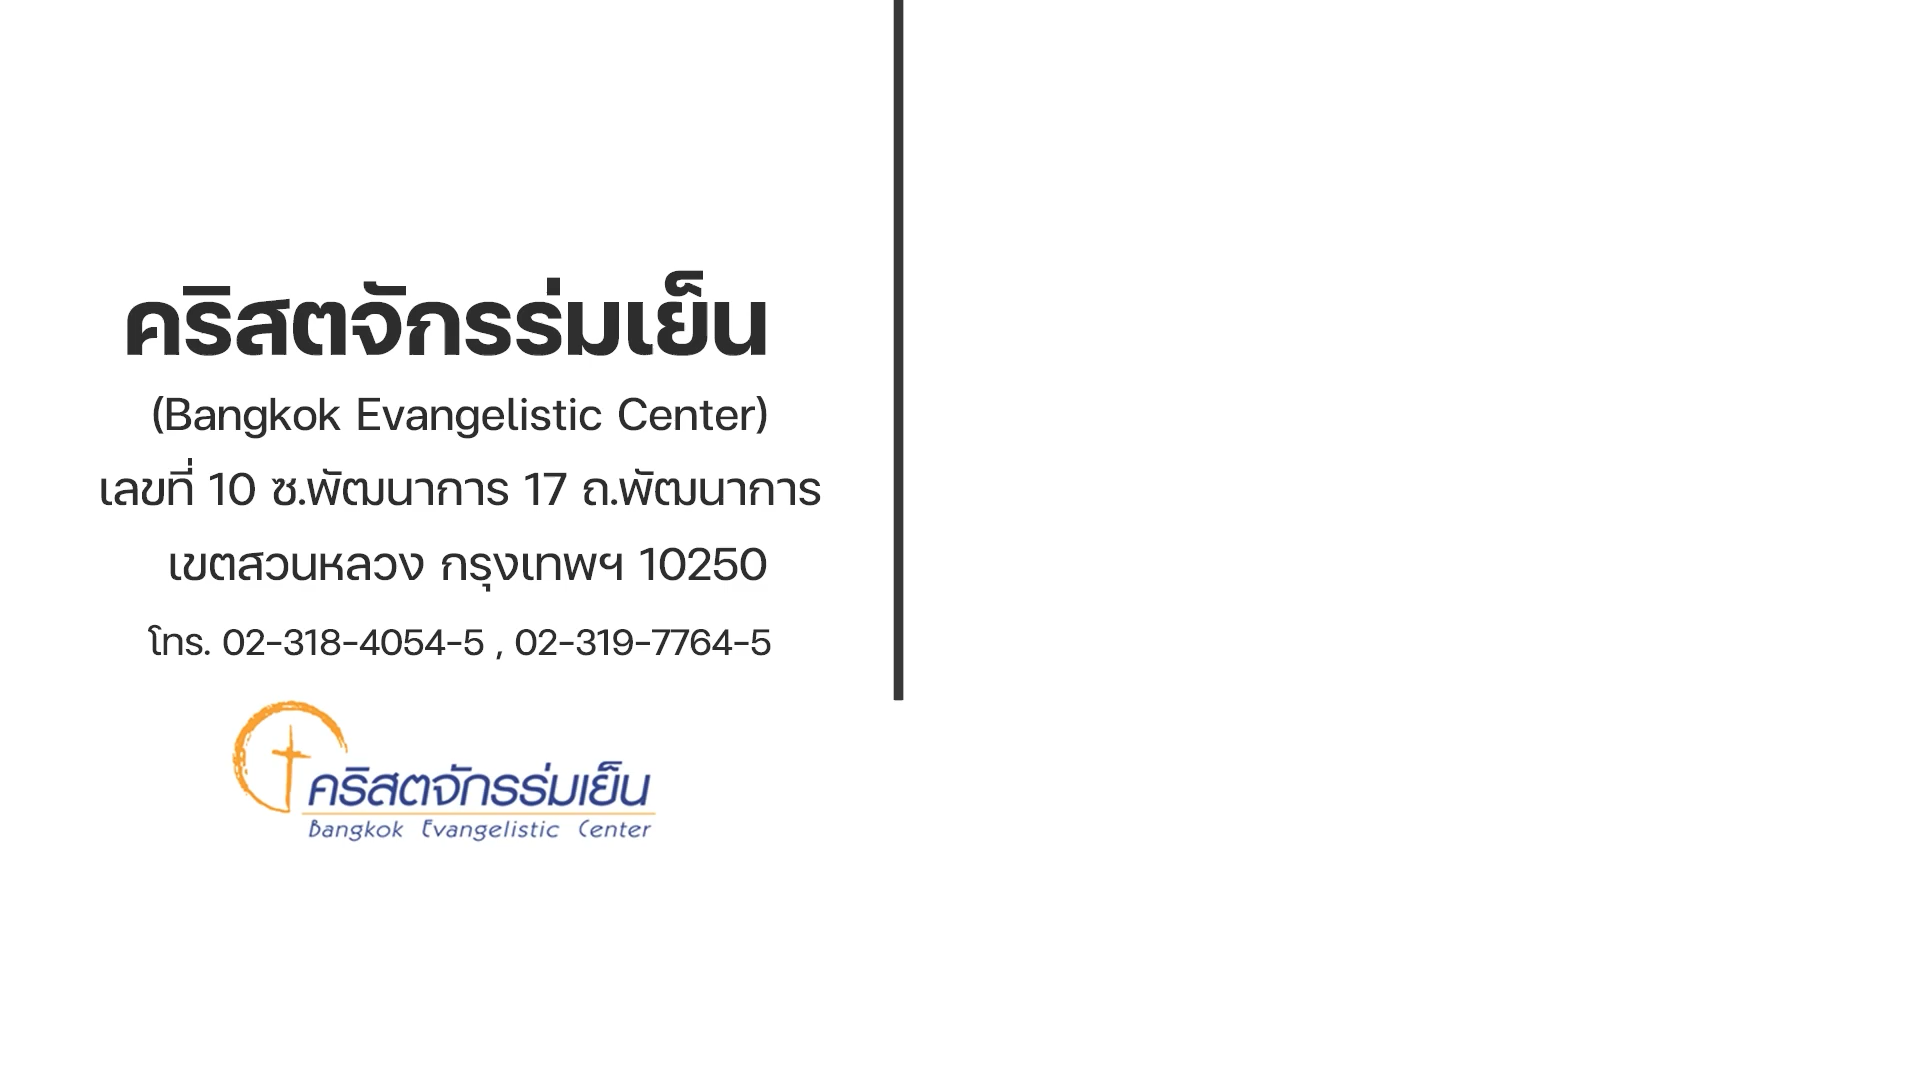 คริสตจักรร่มเย็น
(Bangkok Evangelistic Center)
เลขที่ 10 ซ.พัฒนาการ 17 ถ.พัฒนาการ
เขตสวนหลวง กรุงเทพฯ 10250
โทร. 02-318-4054-5 , 02-319-7764-5
คริสตจักรร่มเย็น
Bangkok Evangelistic Center